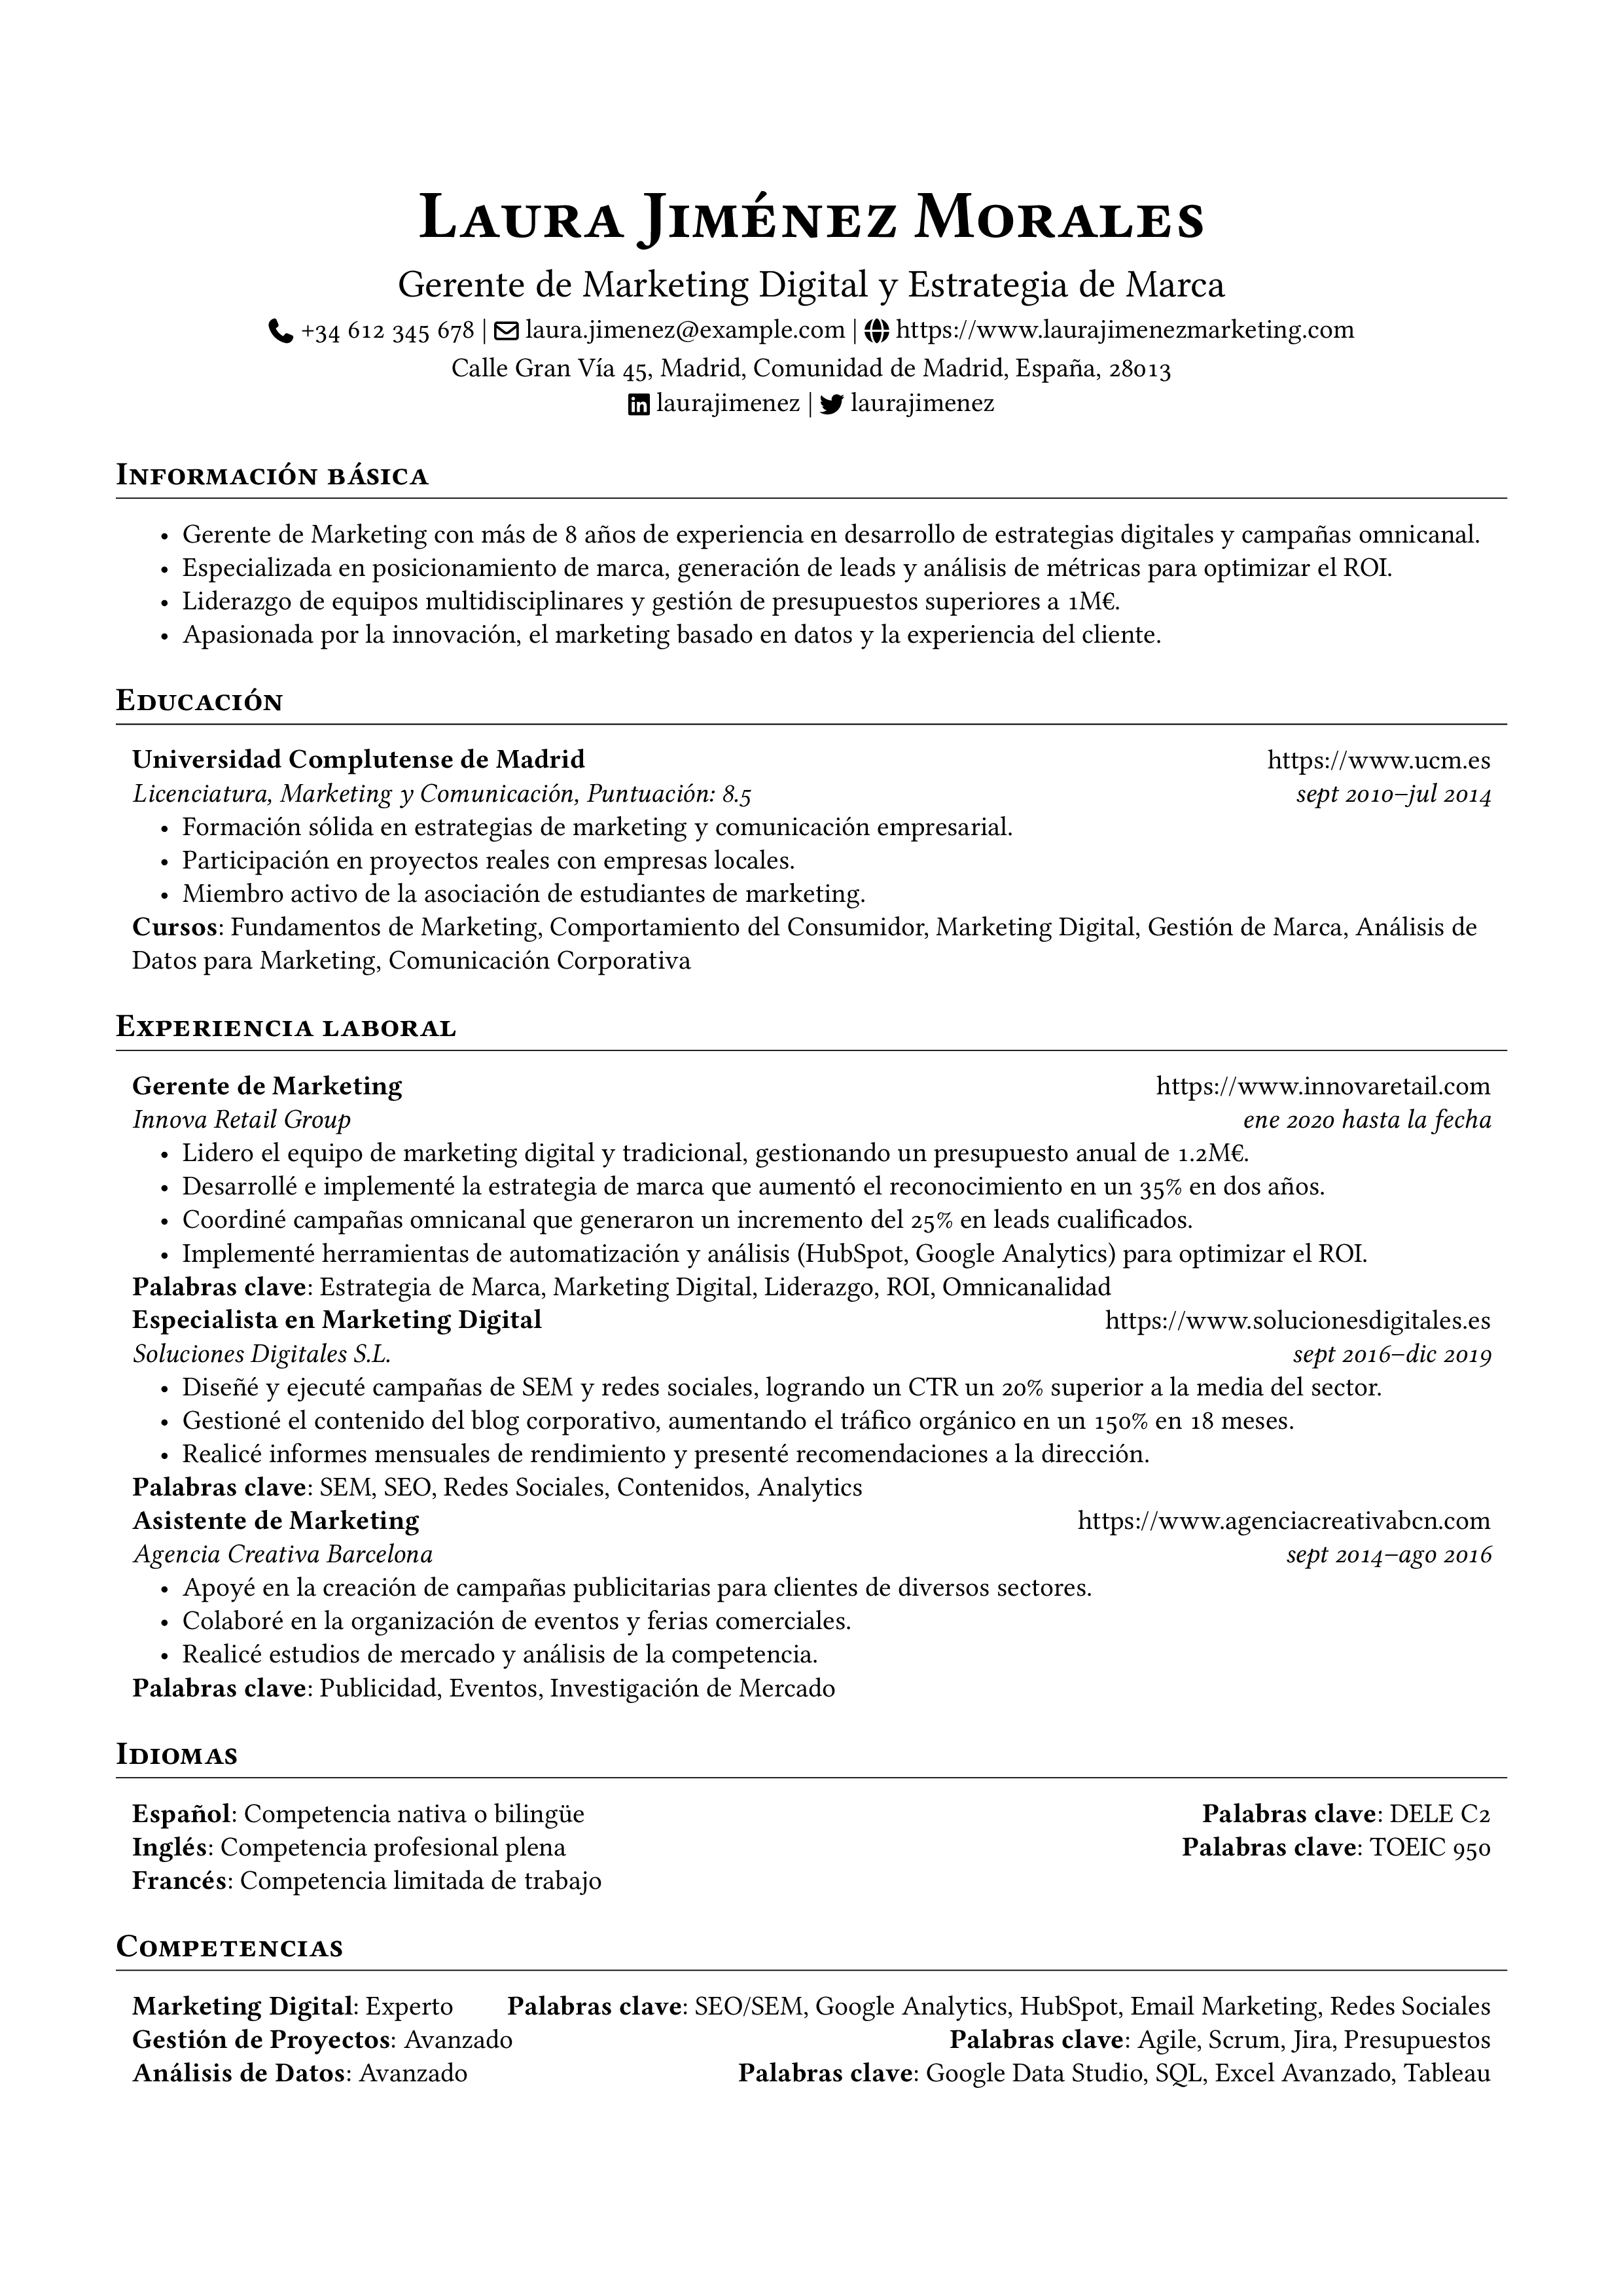 Laura Jiménez Morales
Gerente de Marketing Digital y Estrategia de Marca
+34 612 345 678 | laura.jimenez@example.com | https://www.laurajimenezmarketing.com
Calle Gran Vía 45, Madrid, Comunidad de Madrid, España, 28013
laurajimenez | laurajimenez
Información básica
• Gerente de Marketing con más de 8 años de experiencia en desarrollo de estrategias digitales y campañas omnicanal.
• Especializada en posicionamiento de marca, generación de leads y análisis de métricas para optimizar el ROI.
• Liderazgo de equipos multidisciplinares y gestión de presupuestos superiores a 1M€.
• Apasionada por la innovación, el marketing basado en datos y la experiencia del cliente.
Educación
Universidad Complutense de Madrid https://www.ucm.es
Licenciatura, Marketing y Comunicación, Puntuación: 8.5 sept 2010–jul 2014
• Formación sólida en estrategias de marketing y comunicación empresarial.
• Participación en proyectos reales con empresas locales.
• Miembro activo de la asociación de estudiantes de marketing.
Cursos: Fundamentos de Marketing, Comportamiento del Consumidor, Marketing Digital, Gestión de Marca, Análisis de
Datos para Marketing, Comunicación Corporativa
Experiencia laboral
Gerente de Marketing https://www.innovaretail.com
Innova Retail Group ene 2020 hasta la fecha
• Lidero el equipo de marketing digital y tradicional, gestionando un presupuesto anual de 1.2M€.
• Desarrollé e implementé la estrategia de marca que aumentó el reconocimiento en un 35% en dos años.
• Coordiné campañas omnicanal que generaron un incremento del 25% en leads cualificados.
• Implementé herramientas de automatización y análisis (HubSpot, Google Analytics) para optimizar el ROI.
Palabras clave: Estrategia de Marca, Marketing Digital, Liderazgo, ROI, Omnicanalidad
Especialista en Marketing Digital https://www.solucionesdigitales.es
Soluciones Digitales S.L. sept 2016–dic 2019
• Diseñé y ejecuté campañas de SEM y redes sociales, logrando un CTR un 20% superior a la media del sector.
• Gestioné el contenido del blog corporativo, aumentando el tráfico orgánico en un 150% en 18 meses.
• Realicé informes mensuales de rendimiento y presenté recomendaciones a la dirección.
Palabras clave: SEM, SEO, Redes Sociales, Contenidos, Analytics
Asistente de Marketing https://www.agenciacreativabcn.com
Agencia Creativa Barcelona sept 2014–ago 2016
• Apoyé en la creación de campañas publicitarias para clientes de diversos sectores.
• Colaboré en la organización de eventos y ferias comerciales.
• Realicé estudios de mercado y análisis de la competencia.
Palabras clave: Publicidad, Eventos, Investigación de Mercado
Idiomas
Español: Competencia nativa o bilingüe Palabras clave: DELE C2
Inglés: Competencia profesional plena Palabras clave: TOEIC 950
Francés: Competencia limitada de trabajo
Competencias
Marketing Digital: Experto Palabras clave: SEO/SEM, Google Analytics, HubSpot, Email Marketing, Redes Sociales
Gestión de Proyectos: Avanzado Palabras clave: Agile, Scrum, Jira, Presupuestos
Análisis de Datos: Avanzado Palabras clave: Google Data Studio, SQL, Excel Avanzado, Tableau